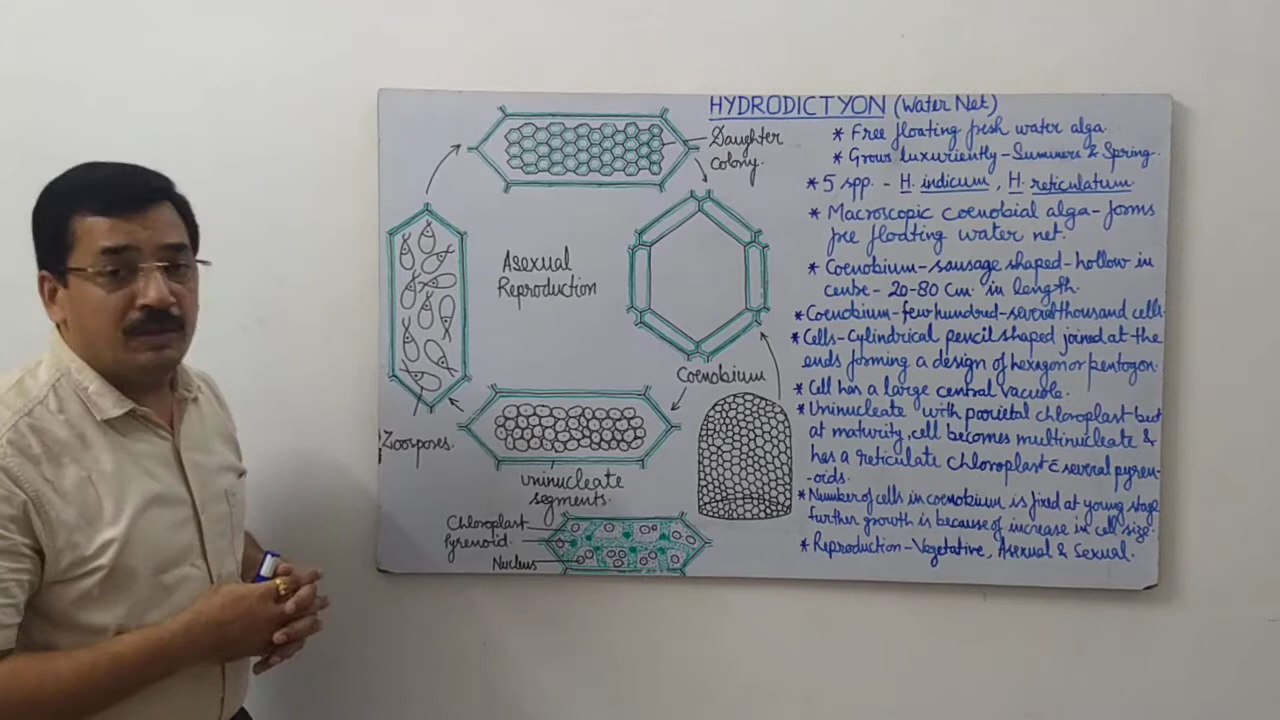 HYDRODICTYON (Water Net)
* Free floating fresh water alga
* Grows luxuriently - Summers & Spring.
* 5 spp. - H. indicum, H. reticulatum
* Macroscopic coenobial alga - forms
free floating water net.
* Coenobium - sausage shaped - hollow in
centre - 20-80 Cm. in length.
* Coenobium - few hundred - several thousand cells.
* Cells - Cylindrical pencil shaped joined at the
ends forming a design of hexagon or pentagon.
* Cell has a large central vacuole.
* Uninucleate with parietal chloroplast but
at maturity, cell becomes multinucleate &
has a reticulate chloroplast c several pyren-
-oids.
* Number of cells in coenobium is fixed at young stage
further growth is because of increase in cell size.
* Reproduction - Vegetative, Asexual & Sexual.
Daughter
colony.
Asexual
Reproduction
Coenobium
Zoospores.
uninucleate
segments.
Chloroplast
Pyrenoid.
Nucleus